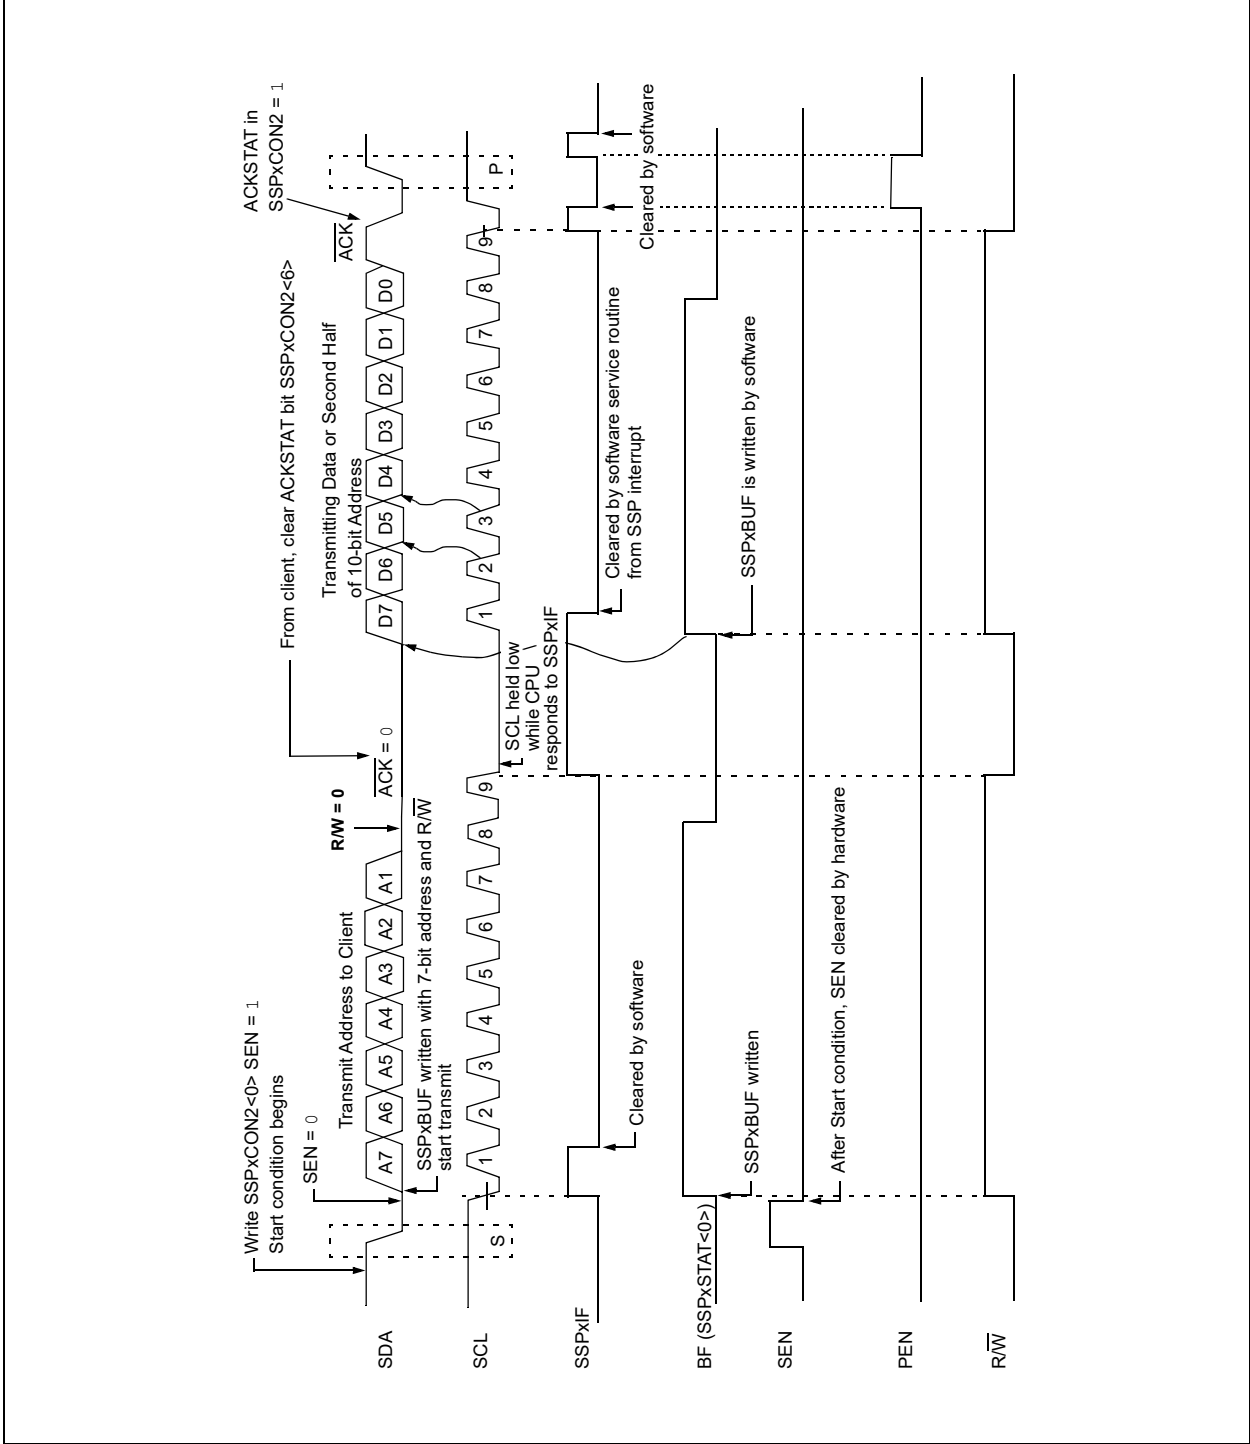 Write SSPxCON2<0> SEN = 1
Start condition begins
SEN = 0
From client, clear ACKSTAT bit SSPxCON2<6>
ACKSTAT in
SSPxCON2 = 1
Transmit Address to Client
R/W = 0
ACK = 0
Transmitting Data or Second Half
of 10-bit Address
ACK
SDA
A7 A6 A5 A4 A3 A2 A1
D7 D6 D5 D4 D3 D2 D1 D0
SSPxBUF written with 7-bit address and R/W
start transmit
SCL
S
1 2 3 4 5 6 7 8 9
1 2 3 4 5 6 7 8 9
P
SCL held low
while CPU
responds to SSPxIF
SSPxIF
Cleared by software
Cleared by software service routine
from SSP interrupt
Cleared by software
BF (SSPxSTAT<0>)
SSPxBUF written
SSPxBUF is written by software
SEN
After Start condition, SEN cleared by hardware
PEN
R/W